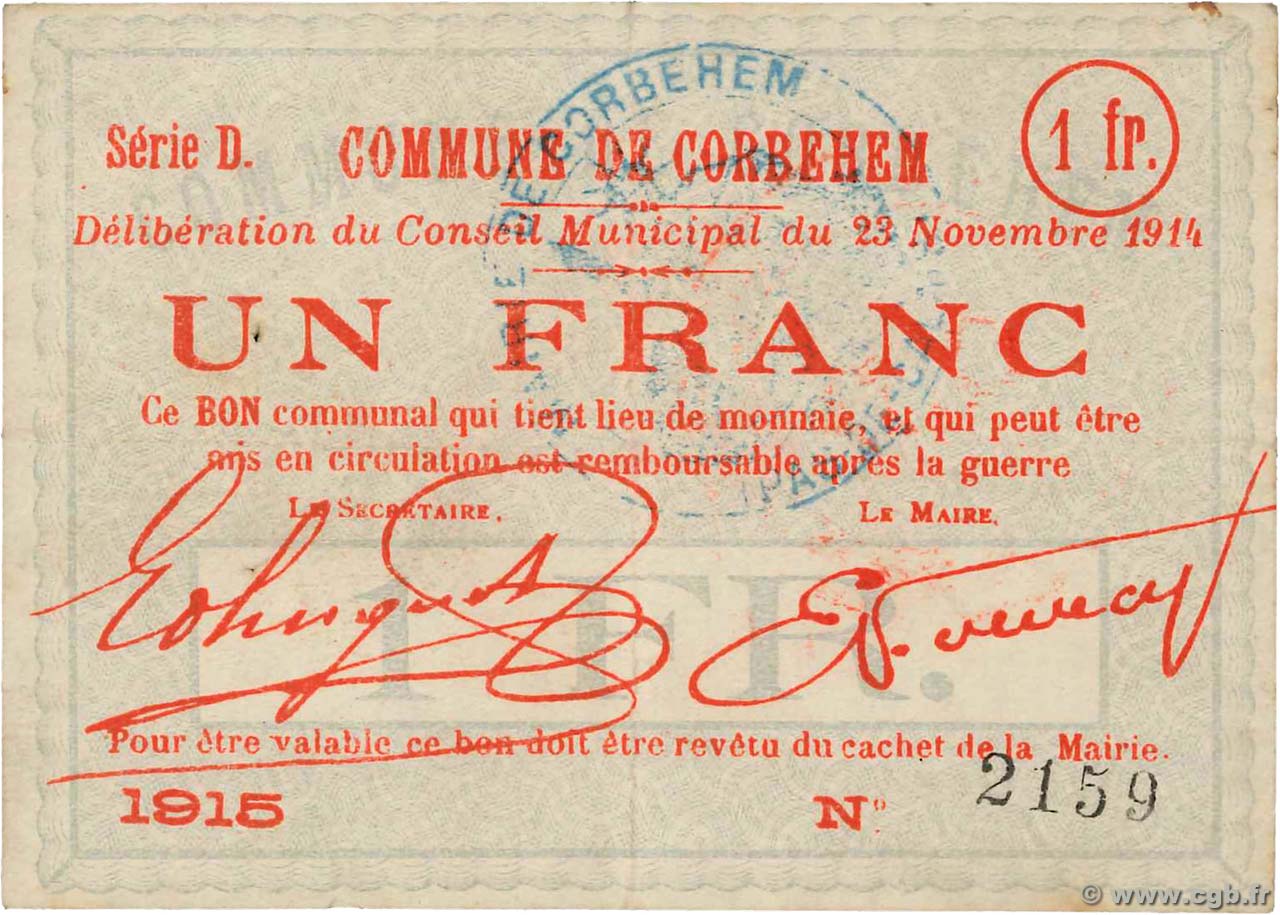 DE CORBEHEM
Série D. COMMUNE DE CORBEHEM 1 fr.
Délibération du Conseil Municipal du 23 Novembre 1914
UN FRANC
Ce BON communal qui tient lieu de monnaie, et qui peut être
mis en circulation est remboursable après la guerre
LE SECRÉTAIRE, LE MAIRE,
1 FR.
Pour être valable ce bon doit être revêtu du cachet de la Mairie.
1915 N° 2159
© www.cgb.fr